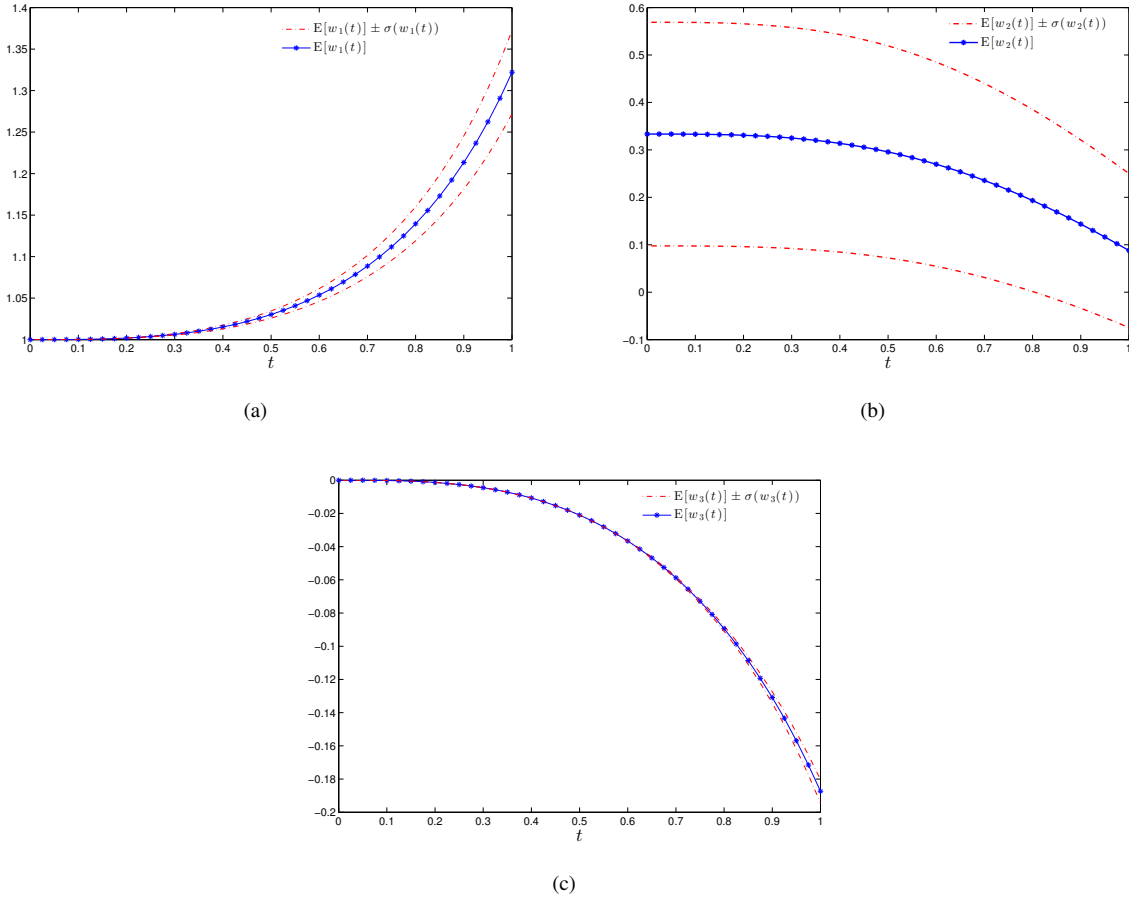 E[w₁(t)] ± σ(w₁(t))
E[w₁(t)]
1.4
1.35
1.3
1.25
1.2
1.15
1.1
1.05
1
0 0.1 0.2 0.3 0.4 0.5 0.6 0.7 0.8 0.9 1
t
(a)
E[w₂(t)] ± σ(w₂(t))
E[w₂(t)]
0.6
0.5
0.4
0.3
0.2
0.1
0
−0.1
0 0.1 0.2 0.3 0.4 0.5 0.6 0.7 0.8 0.9 1
t
(b)
E[w₃(t)] ± σ(w₃(t))
E[w₃(t)]
0
−0.02
−0.04
−0.06
−0.08
−0.1
−0.12
−0.14
−0.16
−0.18
−0.2
0 0.1 0.2 0.3 0.4 0.5 0.6 0.7 0.8 0.9 1
t
(c)